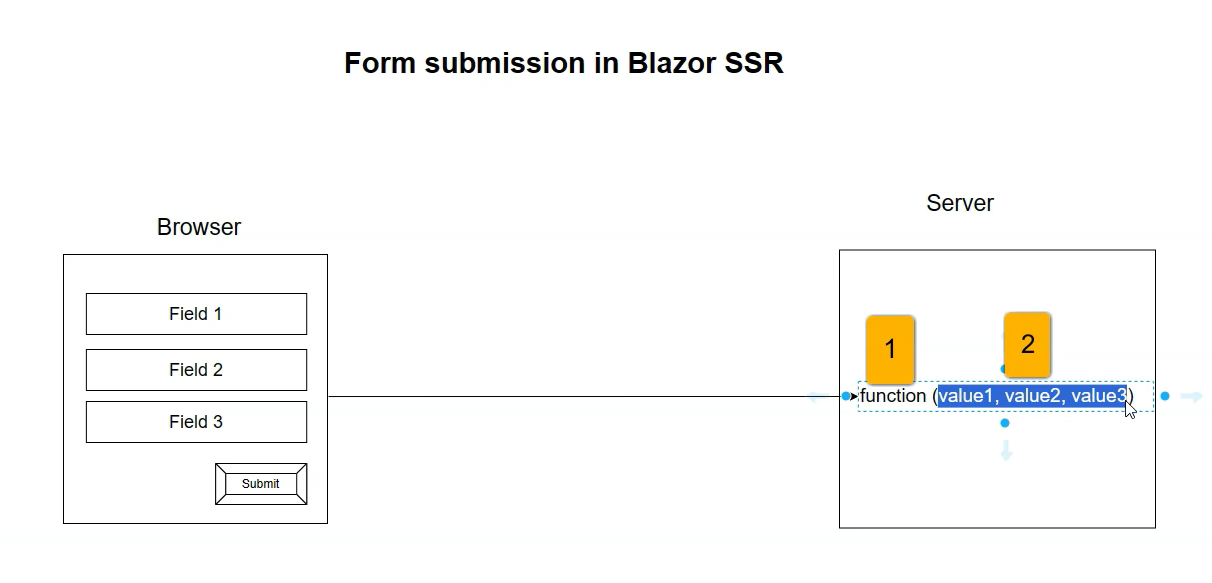 Form submission in Blazor SSR
Browser
Server
Field 1
Field 2
Field 3
Submit
1
2
function (value1, value2, value3)